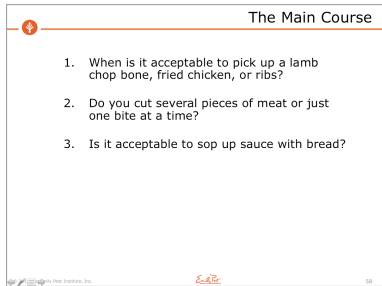 The Main Course
1. When is it acceptable to pick up a lamb
chop bone, fried chicken, or ribs?
2. Do you cut several pieces of meat or just
one bite at a time?
3. Is it acceptable to sop up sauce with bread?
Post Institute, Inc.
Emily Post
58